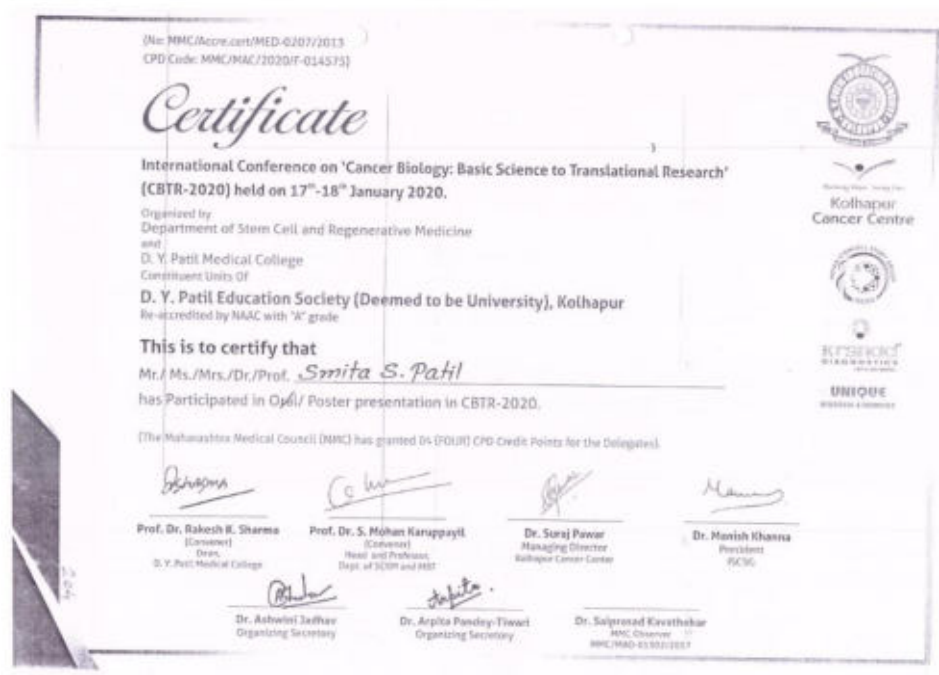 (No: MMC/Accre.cert/MED-0207/2013
CPD Code: MMC/MAC/2020/F-014575)
Certificate
International Conference on 'Cancer Biology: Basic Science to Translational Research'
(CBTR-2020) held on 17th-18th January 2020.
Organized by
Department of Stem Cell and Regenerative Medicine
and
D. Y. Patil Medical College
Constituent Units Of
D. Y. Patil Education Society (Deemed to be University), Kolhapur
Re-accredited by NAAC with "A" grade
This is to certify that
Mr./ Ms./Mrs./Dr./Prof. Smita S. Patil
has Participated in Oral/ Poster presentation in CBTR-2020.
(The Maharashtra Medical Council (MMC) has granted 04 (FOUR) CPD Credit Points for the Delegates).
Kolhapur
Cancer Centre
Krsnaa
DIAGNOSTICS
UNIQUE
Prof. Dr. Rakesh K. Sharma
(Convener)
Dean,
D. Y. Patil Medical College
Prof. Dr. S. Mohan Karuppayil
(Convener)
Head and Professor,
Dept. of SCRM and MBT
Dr. Suraj Pawar
Managing Director
Kolhapur Cancer Center
Dr. Manish Khanna
President
ISCSG
Arpita
Dr. Ashwini Jadhav
Organizing Secretary
Dr. Arpita Pandey-Tiwari
Organizing Secretary
Dr. Saiprasad Kavathekar
MMC Observer
MMC/MAO-01302/2017